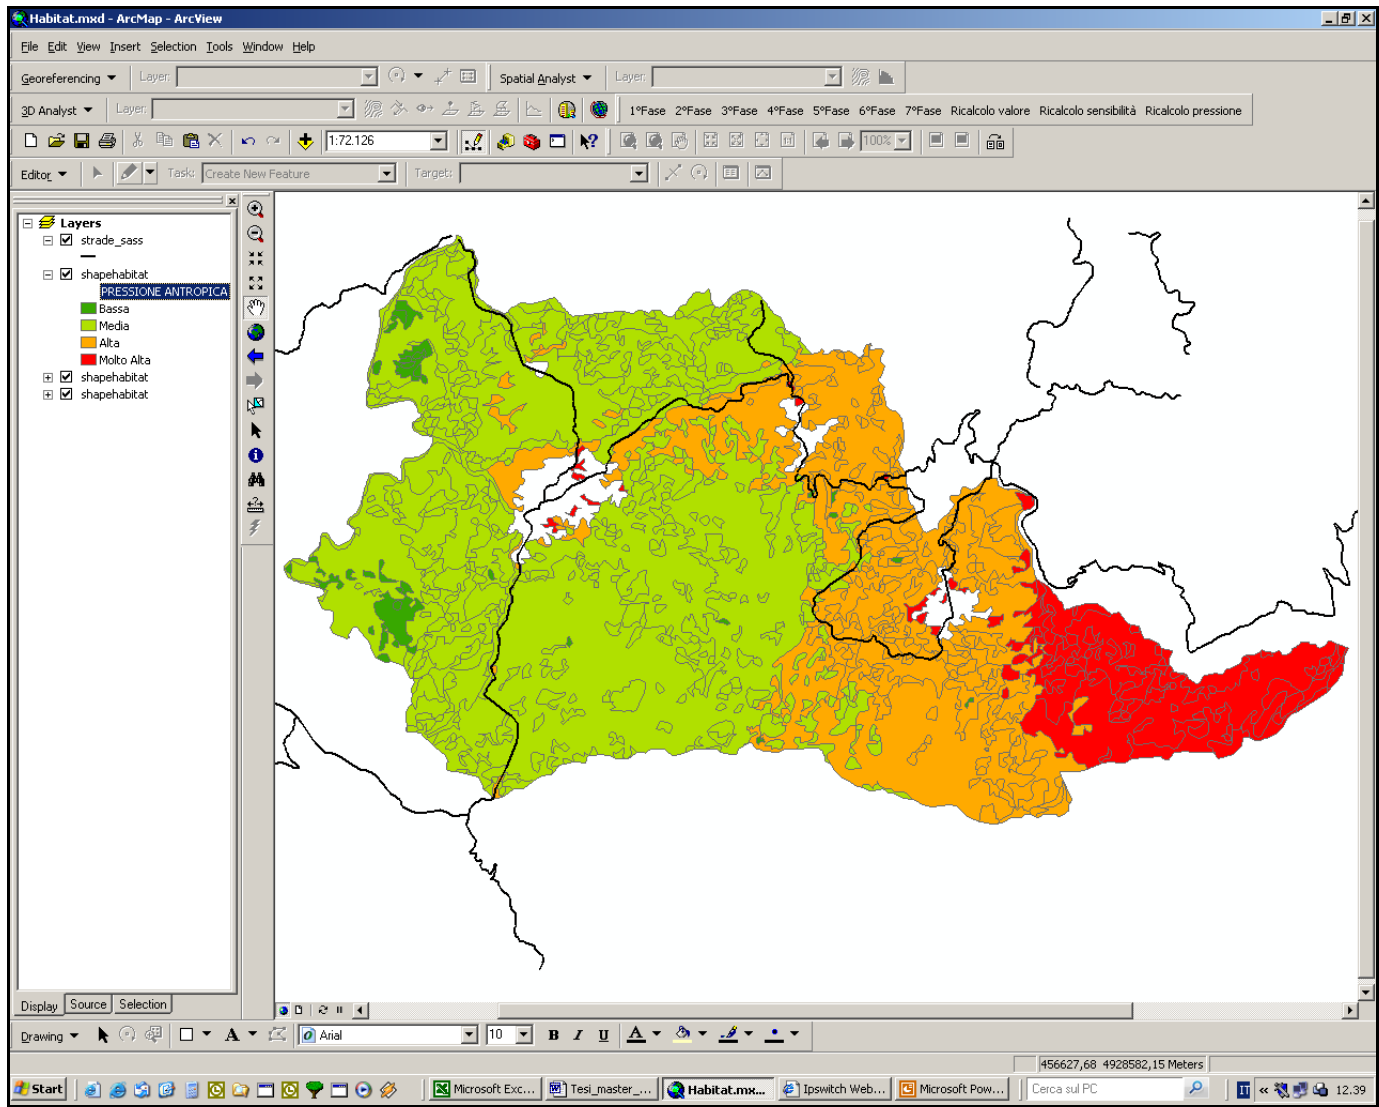 Habitat.mxd - ArcMap - ArcView
File Edit View Insert Selection Tools Window Help
Georeferencing Layer: Spatial Analyst Layer:
3D Analyst Layer: 1°Fase 2°Fase 3°Fase 4°Fase 5°Fase 6°Fase 7°Fase Ricalcolo valore Ricalcolo sensibilità Ricalcolo pressione
1:72.126 100%
Editor Task: Create New Feature Target:
Layers
strade_sass
shapehabitat
PRESSIONE ANTROPICA
Bassa
Media
Alta
Molto Alta
shapehabitat
shapehabitat
Display Source Selection
Drawing A Arial 10 B I U A
456627,68 4928582,15 Meters
Start Microsoft Exc... Tesi_master_... Habitat.mx... Ipswitch Web... Microsoft Pow... Cerca sul PC IT « 12.39